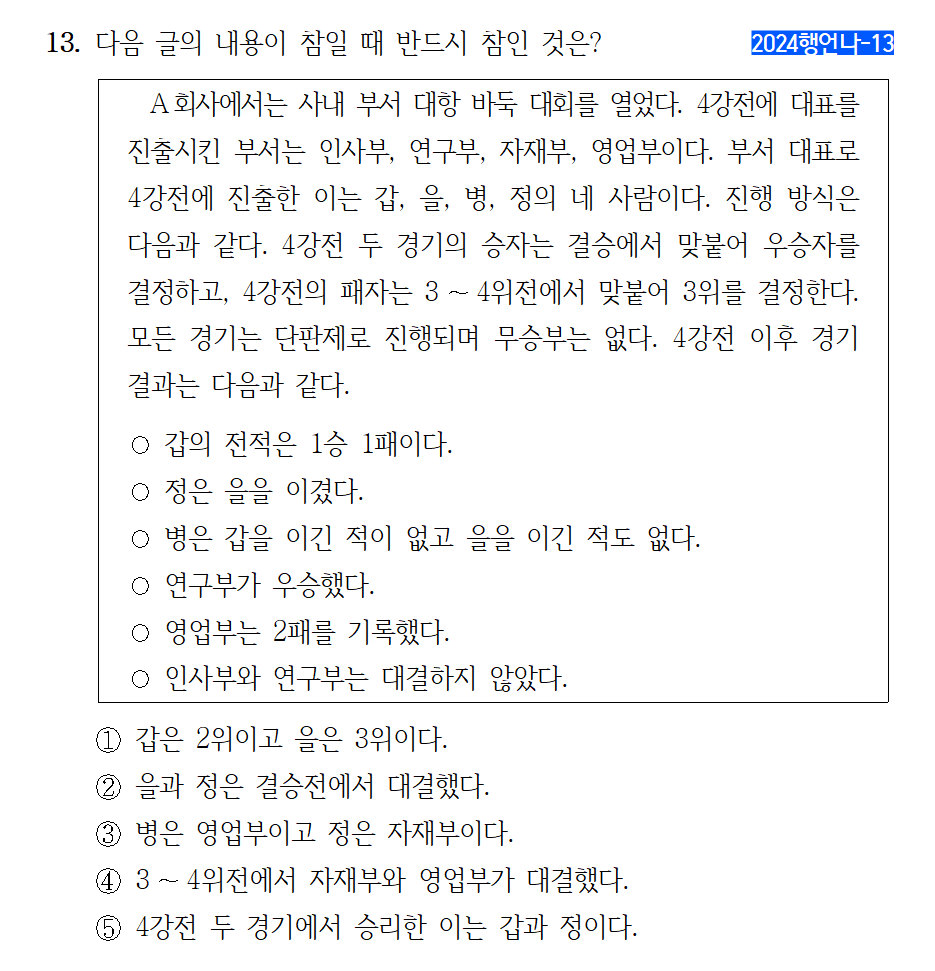 13. 다음 글의 내용이 참일 때 반드시 참인 것은?
2024행언나-13
A회사에서는 사내 부서 대항 바둑 대회를 열었다. 4강전에 대표를
진출시킨 부서는 인사부, 연구부, 자재부, 영업부이다. 부서 대표로
4강전에 진출한 이는 갑, 을, 병, 정의 네 사람이다. 진행 방식은
다음과 같다. 4강전 두 경기의 승자는 결승에서 맞붙어 우승자를
결정하고, 4강전의 패자는 3 ~ 4위전에서 맞붙어 3위를 결정한다.
모든 경기는 단판제로 진행되며 무승부는 없다. 4강전 이후 경기
결과는 다음과 같다.
○ 갑의 전적은 1승 1패이다.
○ 정은 을을 이겼다.
○ 병은 갑을 이긴 적이 없고 을을 이긴 적도 없다.
○ 연구부가 우승했다.
○ 영업부는 2패를 기록했다.
○ 인사부와 연구부는 대결하지 않았다.
① 갑은 2위이고 을은 3위이다.
② 을과 정은 결승전에서 대결했다.
③ 병은 영업부이고 정은 자재부이다.
④ 3 ~ 4위전에서 자재부와 영업부가 대결했다.
⑤ 4강전 두 경기에서 승리한 이는 갑과 정이다.